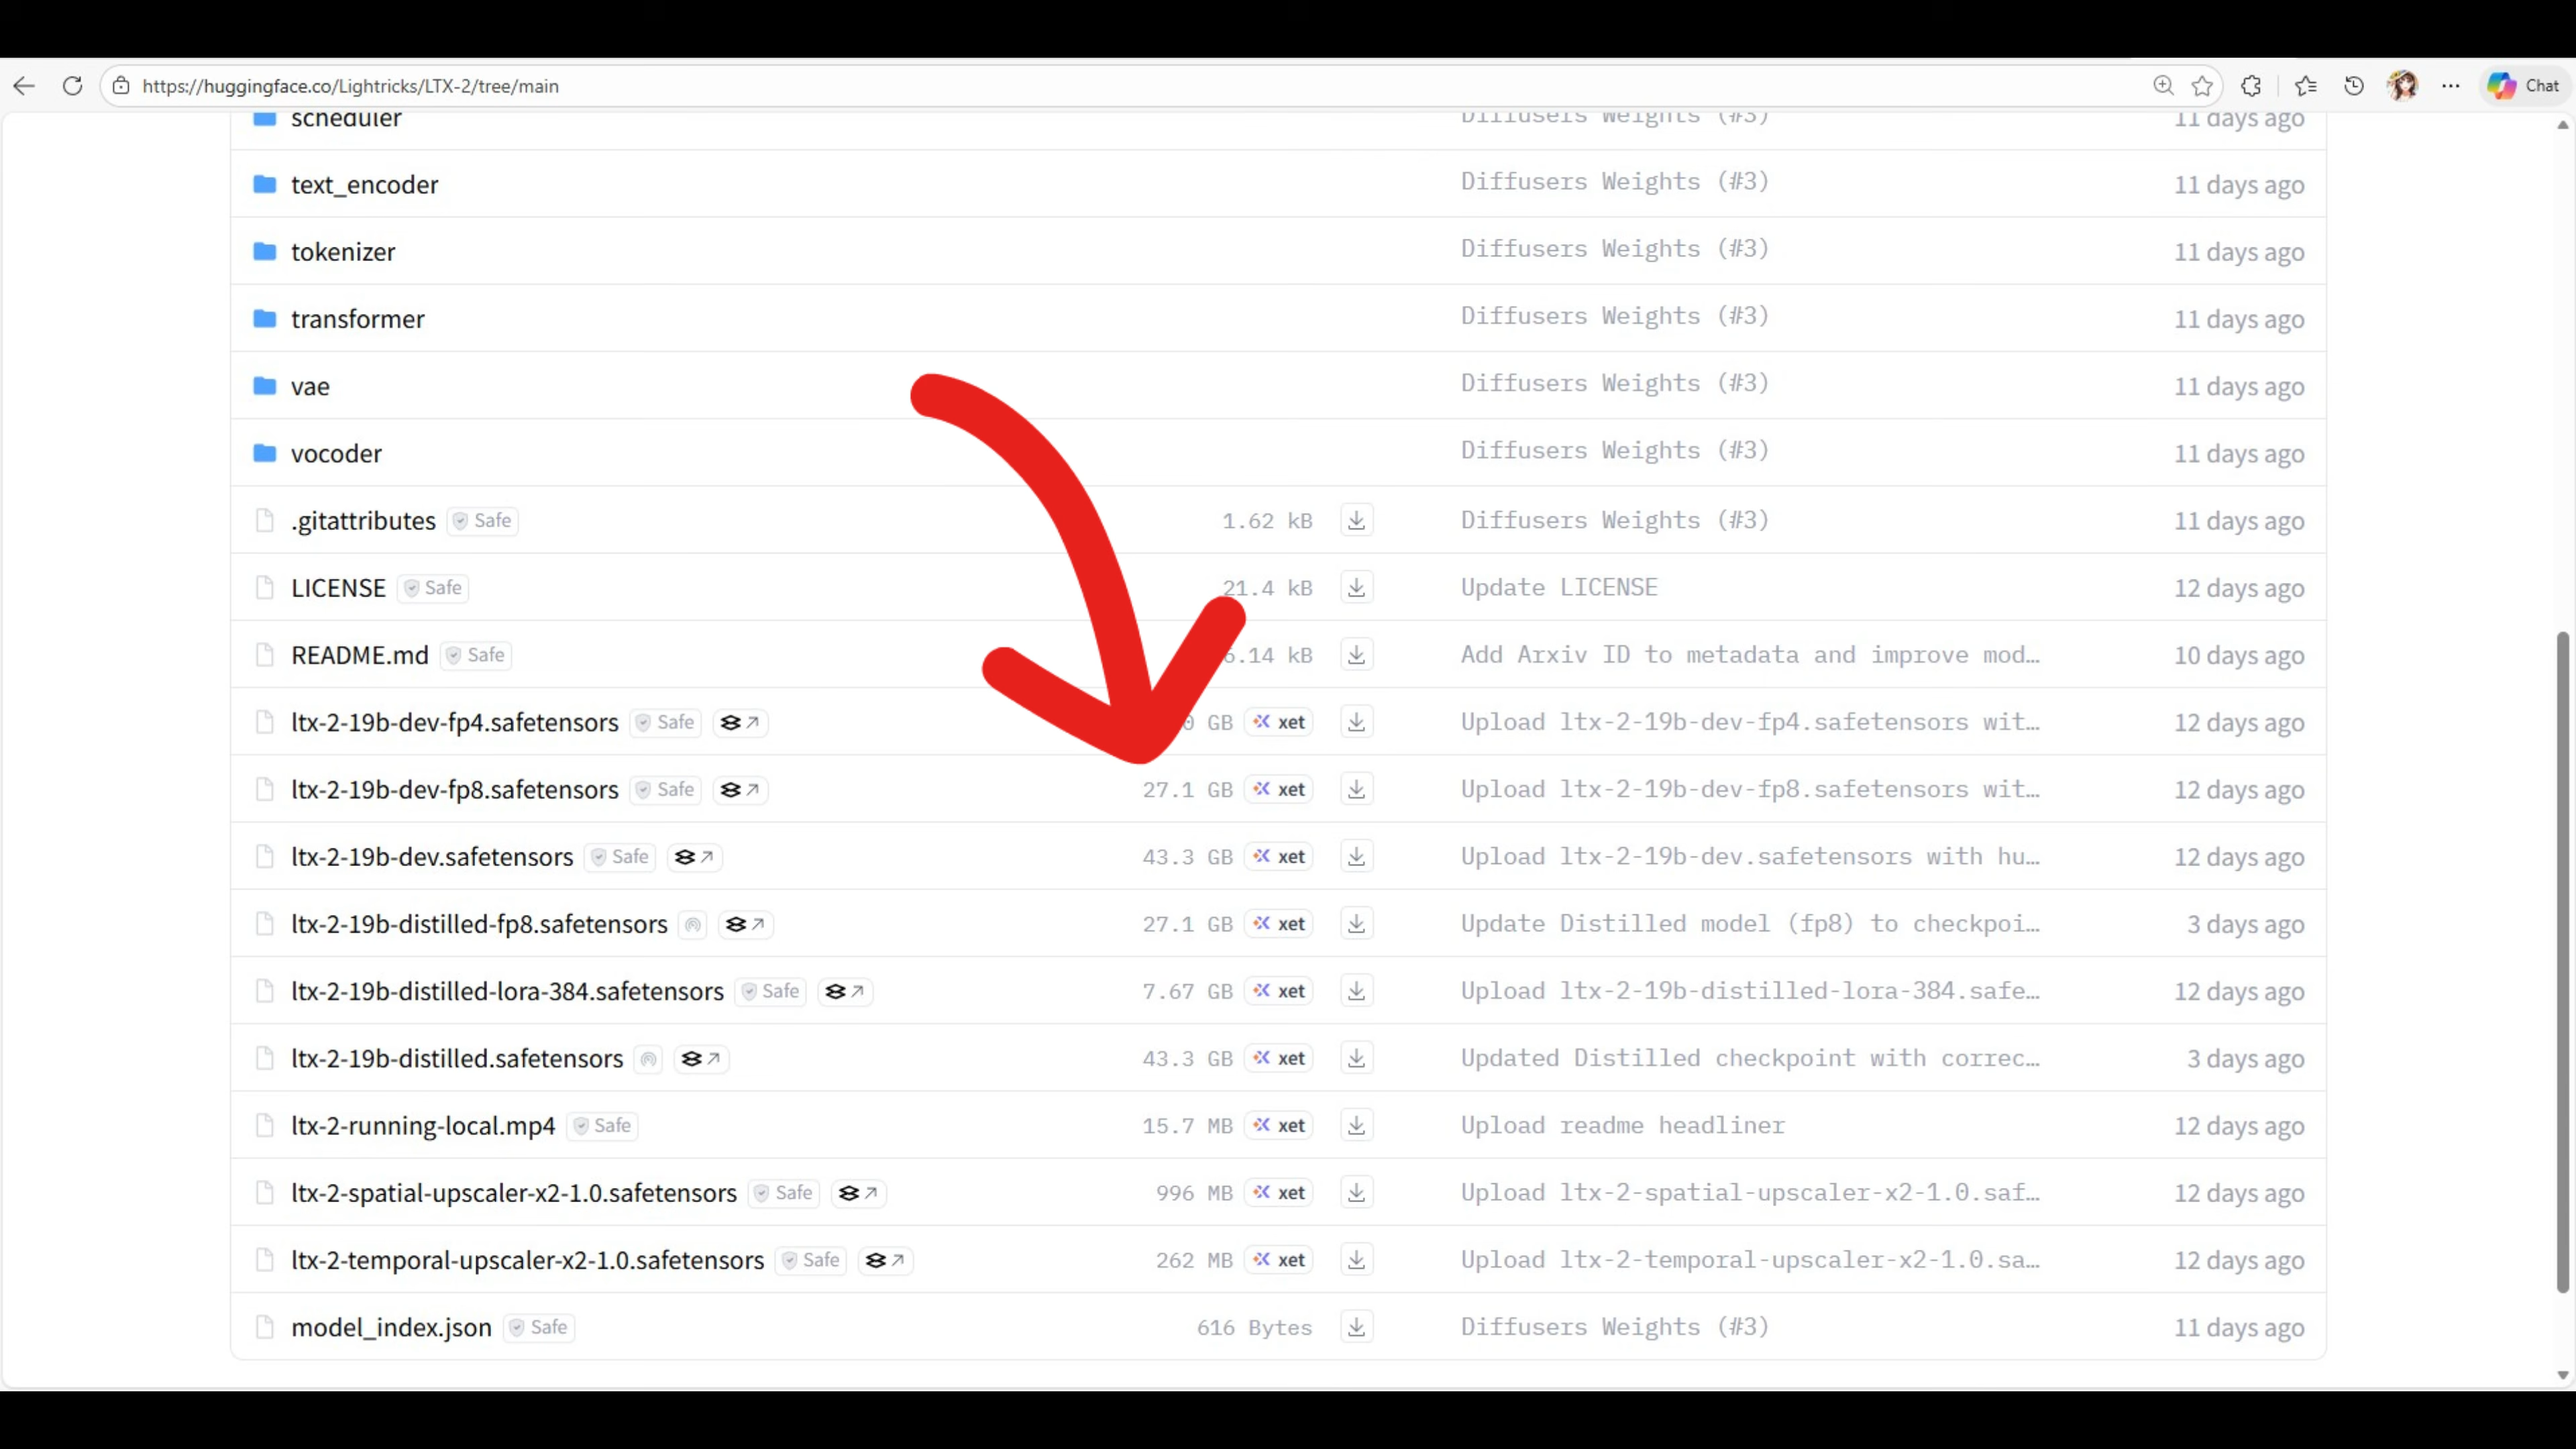 https://huggingface.co/Lightricks/LTX-2/tree/main Chat
scheduler Diffusers Weights (#3) 11 days ago
text_encoder Diffusers Weights (#3) 11 days ago
tokenizer Diffusers Weights (#3) 11 days ago
transformer Diffusers Weights (#3) 11 days ago
vae Diffusers Weights (#3) 11 days ago
vocoder Diffusers Weights (#3) 11 days ago
.gitattributes Safe 1.62 kB Diffusers Weights (#3) 11 days ago
LICENSE Safe 21.4 kB Update LICENSE 12 days ago
README.md Safe .14 kB Add Arxiv ID to metadata and improve mod… 10 days ago
ltx-2-19b-dev-fp4.safetensors Safe GB xet Upload ltx-2-19b-dev-fp4.safetensors wit… 12 days ago
ltx-2-19b-dev-fp8.safetensors Safe 27.1 GB xet Upload ltx-2-19b-dev-fp8.safetensors wit… 12 days ago
ltx-2-19b-dev.safetensors Safe 43.3 GB xet Upload ltx-2-19b-dev.safetensors with hu… 12 days ago
ltx-2-19b-distilled-fp8.safetensors 27.1 GB xet Update Distilled model (fp8) to checkpoi… 3 days ago
ltx-2-19b-distilled-lora-384.safetensors Safe 7.67 GB xet Upload ltx-2-19b-distilled-lora-384.safe… 12 days ago
ltx-2-19b-distilled.safetensors 43.3 GB xet Updated Distilled checkpoint with correc… 3 days ago
ltx-2-running-local.mp4 Safe 15.7 MB xet Upload readme headliner 12 days ago
ltx-2-spatial-upscaler-x2-1.0.safetensors Safe 996 MB xet Upload ltx-2-spatial-upscaler-x2-1.0.saf… 12 days ago
ltx-2-temporal-upscaler-x2-1.0.safetensors Safe 262 MB xet Upload ltx-2-temporal-upscaler-x2-1.0.sa… 12 days ago
model_index.json Safe 616 Bytes Diffusers Weights (#3) 11 days ago